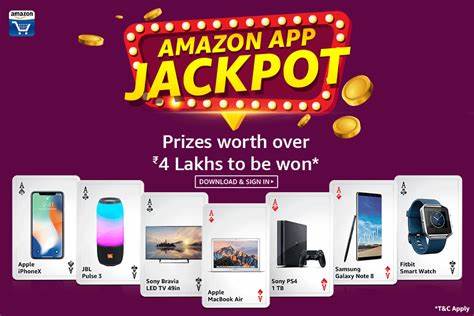 amazon
AMAZON APP
JACKPOT
Prizes worth over
₹4 Lakhs to be won*
DOWNLOAD & SIGN IN
A
Apple
iPhoneX
A
A
JBL
Pulse 3
A
A
Sony Bravia
LED TV 49in
A
A
Apple
MacBook Air
A
A
Sony PS4
1 TB
A
A
Samsung
Galaxy Note 8
A
A
Fitbit
Smart Watch
A
*T&C Apply